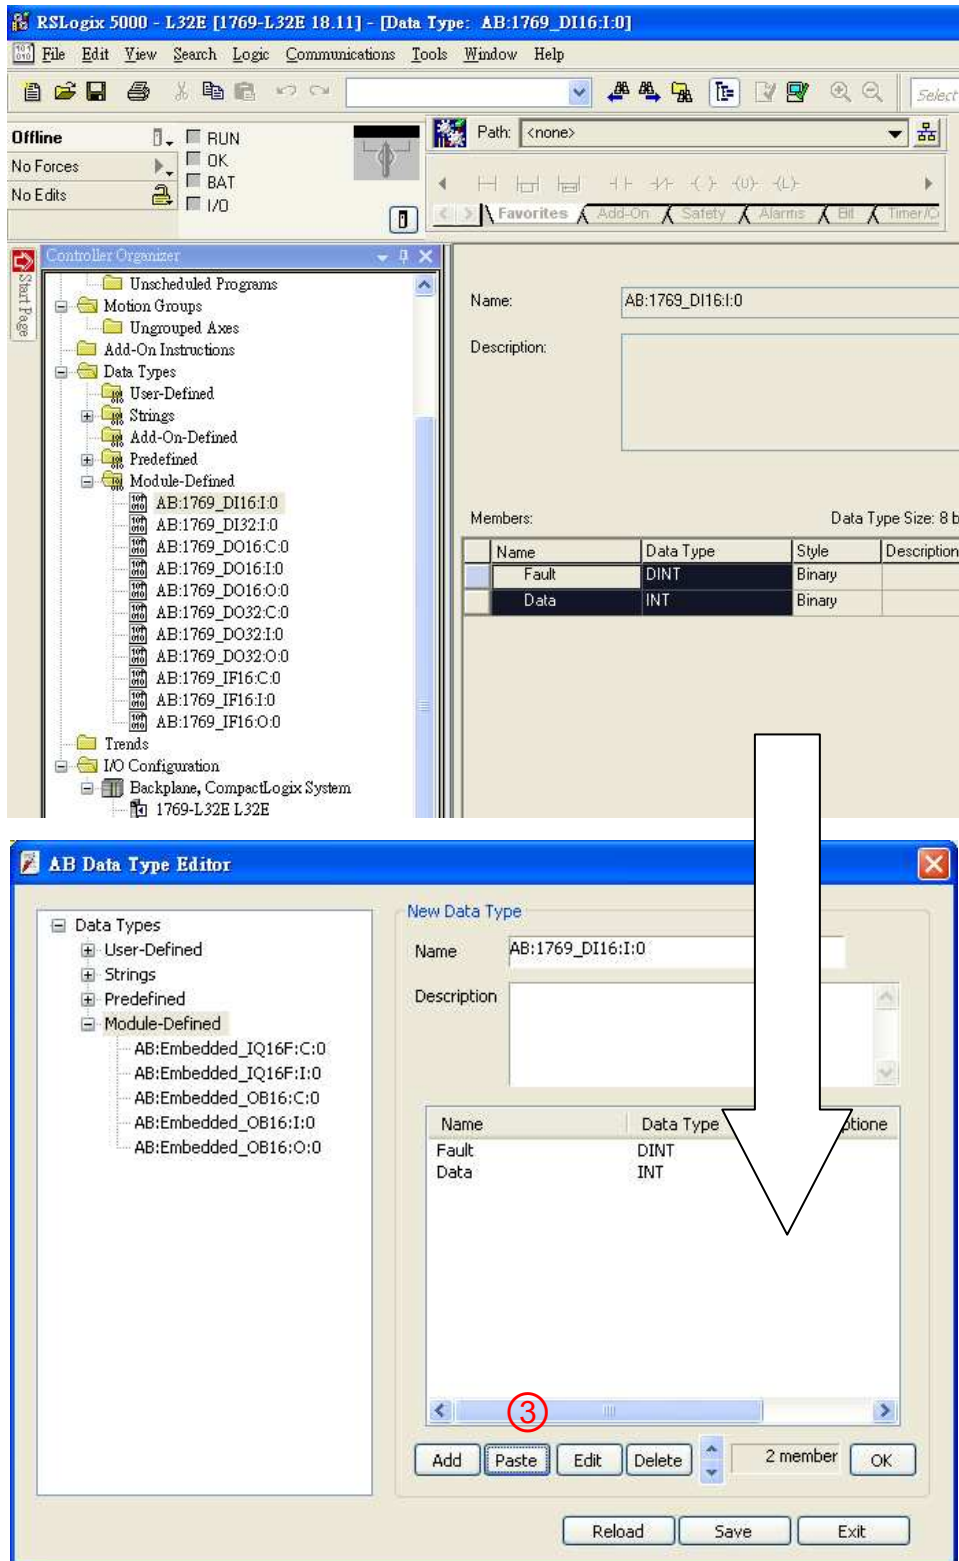 RSLogix 5000 - L32E [1769-L32E 18.11] - [Data Type: AB:1769_DI16:I:0]
File Edit View Search Logic Communications Tools Window Help
Select
Offline
RUN
No Forces
OK
No Edits
BAT
I/O
Path: <none>
Favorites Add-On Safety Alarms Bit Timer/C
Start Page
Controller Organizer
Unscheduled Programs
Motion Groups
Ungrouped Axes
Add-On Instructions
Data Types
User-Defined
Strings
Add-On-Defined
Predefined
Module-Defined
AB:1769_DI16:I:0
AB:1769_DI32:I:0
AB:1769_DO16:C:0
AB:1769_DO16:I:0
AB:1769_DO16:O:0
AB:1769_DO32:C:0
AB:1769_DO32:I:0
AB:1769_DO32:O:0
AB:1769_IF16:C:0
AB:1769_IF16:I:0
AB:1769_IF16:O:0
Trends
I/O Configuration
Backplane, CompactLogix System
1769-L32E L32E
Name: AB:1769_DI16:I:0
Description:
Members: Data Type Size: 8 b
Name Data Type Style Description
Fault DINT Binary
Data INT Binary
AB Data Type Editor
Data Types
User-Defined
Strings
Predefined
Module-Defined
AB:Embedded_IQ16F:C:0
AB:Embedded_IQ16F:I:0
AB:Embedded_OB16:C:0
AB:Embedded_OB16:I:0
AB:Embedded_OB16:O:0
New Data Type
Name AB:1769_DI16:I:0
Description
Name Data Type ptione
Fault DINT
Data INT
3
Add Paste Edit Delete 2 member OK
Reload Save Exit